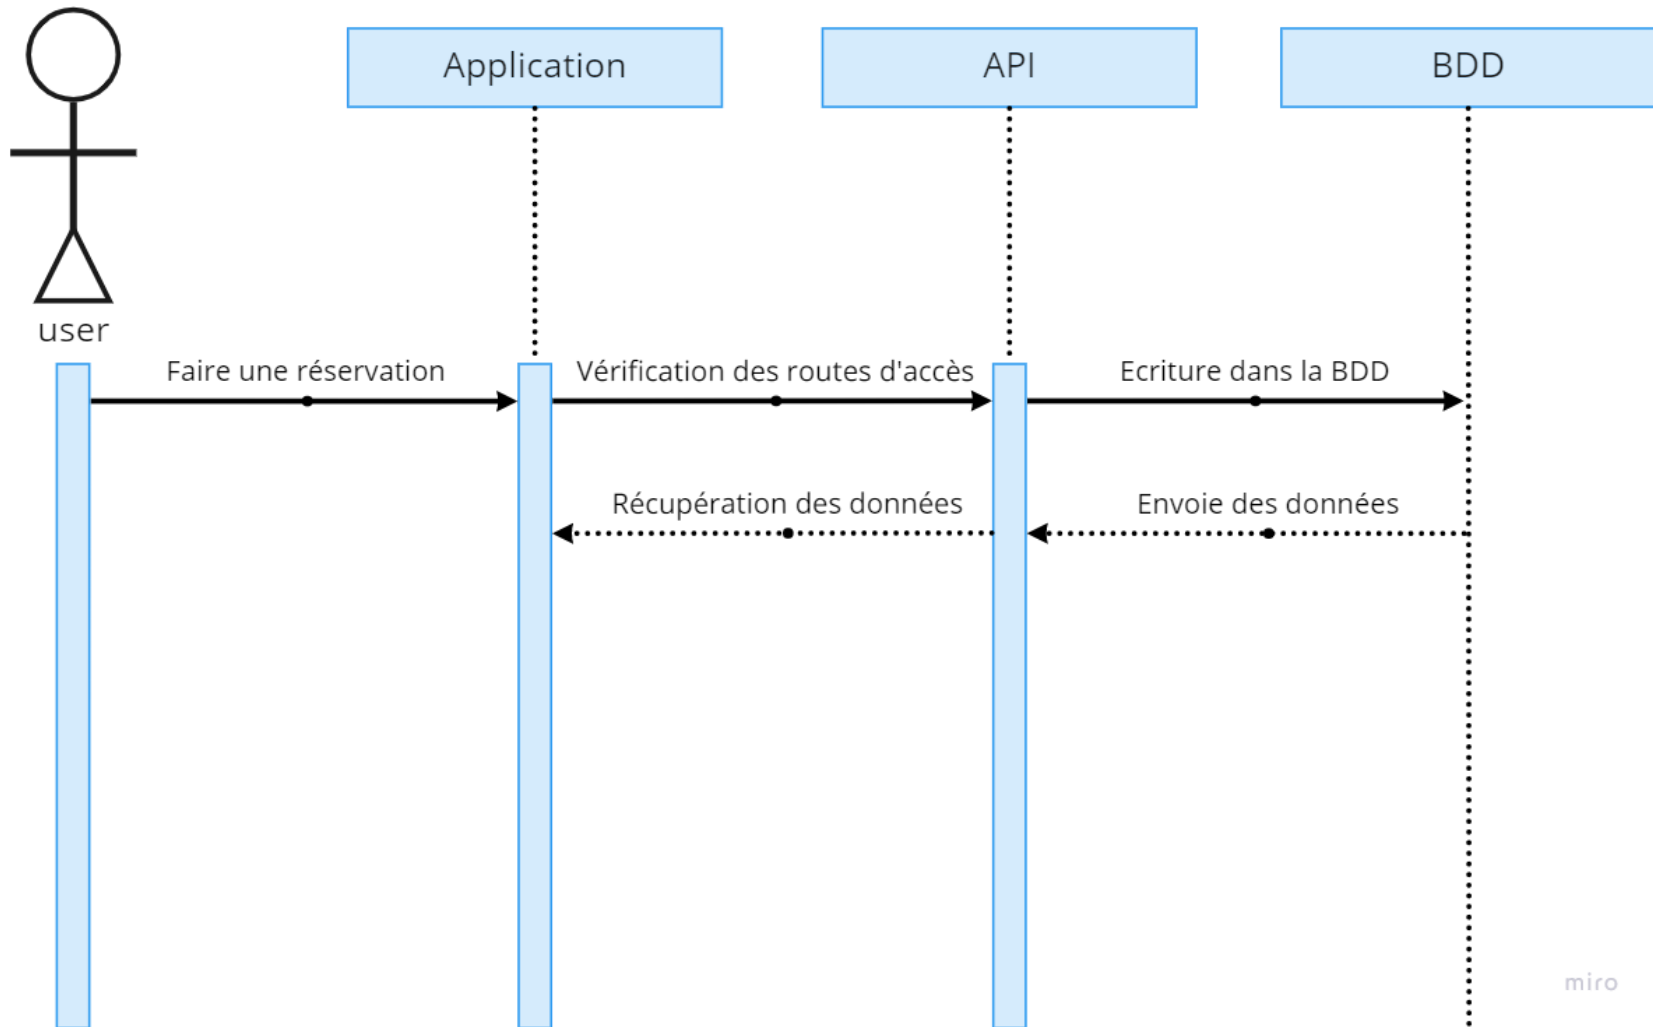 Application
API
BDD
user
Faire une réservation
Vérification des routes d'accès
Ecriture dans la BDD
Récupération des données
Envoie des données
miro